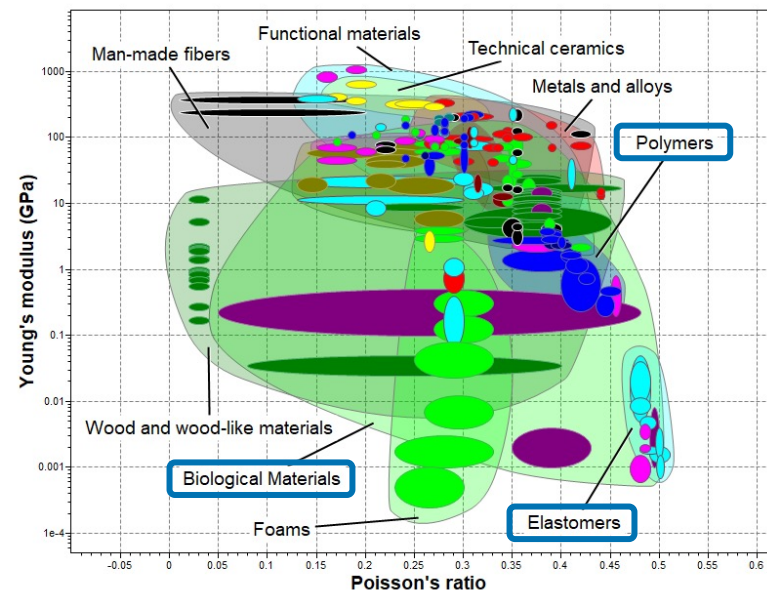 Functional materials
Man-made fibers
Technical ceramics
Metals and alloys
Polymers
1000
100
10
1
0.1
0.01
0.001
1e-4
Young's modulus (GPa)
Wood and wood-like materials
Biological Materials
Elastomers
Foams
-0.05 0 0.05 0.1 0.15 0.2 0.25 0.3 0.35 0.4 0.45 0.5 0.55 0.6
Poisson's ratio